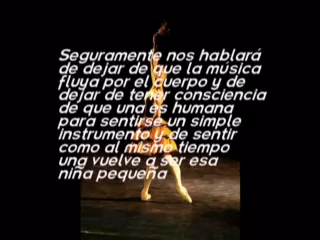 Seguramente nos hablará
de dejar de que la música
fluya por el cuerpo y de
dejar de tener consciencia
de que una es humana
para sentirse un simple
instrumento y de sentir
como al mismo tiempo
una vuelve a ser esa
niña pequeña